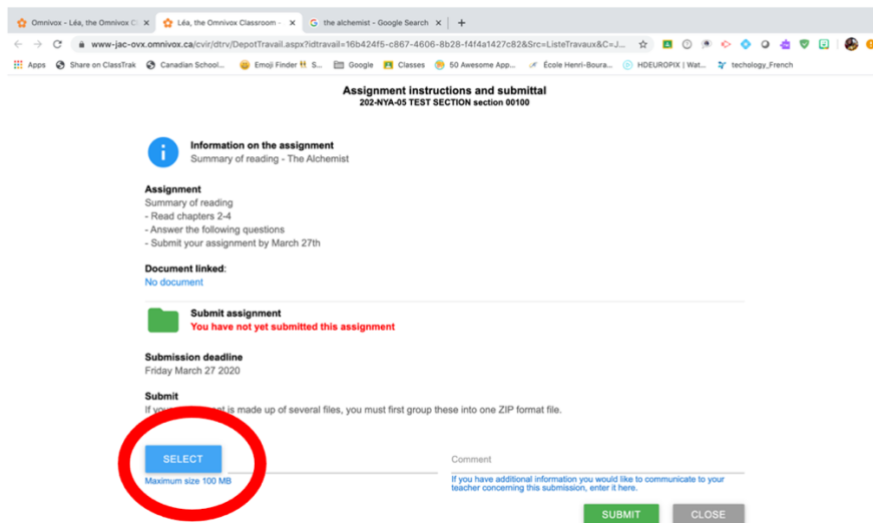 Omnivox - Léa, the Omnivox Cl
Léa, the Omnivox Classroom -
the alchemist - Google Search
www-jac-ovx.omnivox.ca/cvir/dtrv/DepotTravail.aspx?idtravail=16b424f5-c867-4606-8b28-f4f4a1427c82&Src=ListeTravaux&C=J...
Apps Share on ClassTrak Canadian School... Emoji Finder S... Google Classes 50 Awesome App... École Henri-Boura... HDEUROPIX | Wat... techology_French
Assignment instructions and submittal
202-NYA-05 TEST SECTION section 00100
Information on the assignment
Summary of reading - The Alchemist
Assignment
Summary of reading
- Read chapters 2-4
- Answer the following questions
- Submit your assignment by March 27th
Document linked:
No document
Submit assignment
You have not yet submitted this assignment
Submission deadline
Friday March 27 2020
Submit
If is made up of several files, you must first group these into one ZIP format file.
SELECT
Maximum size 100 MB
Comment
If you have additional information you would like to communicate to your
teacher concerning this submission, enter it here.
SUBMIT CLOSE